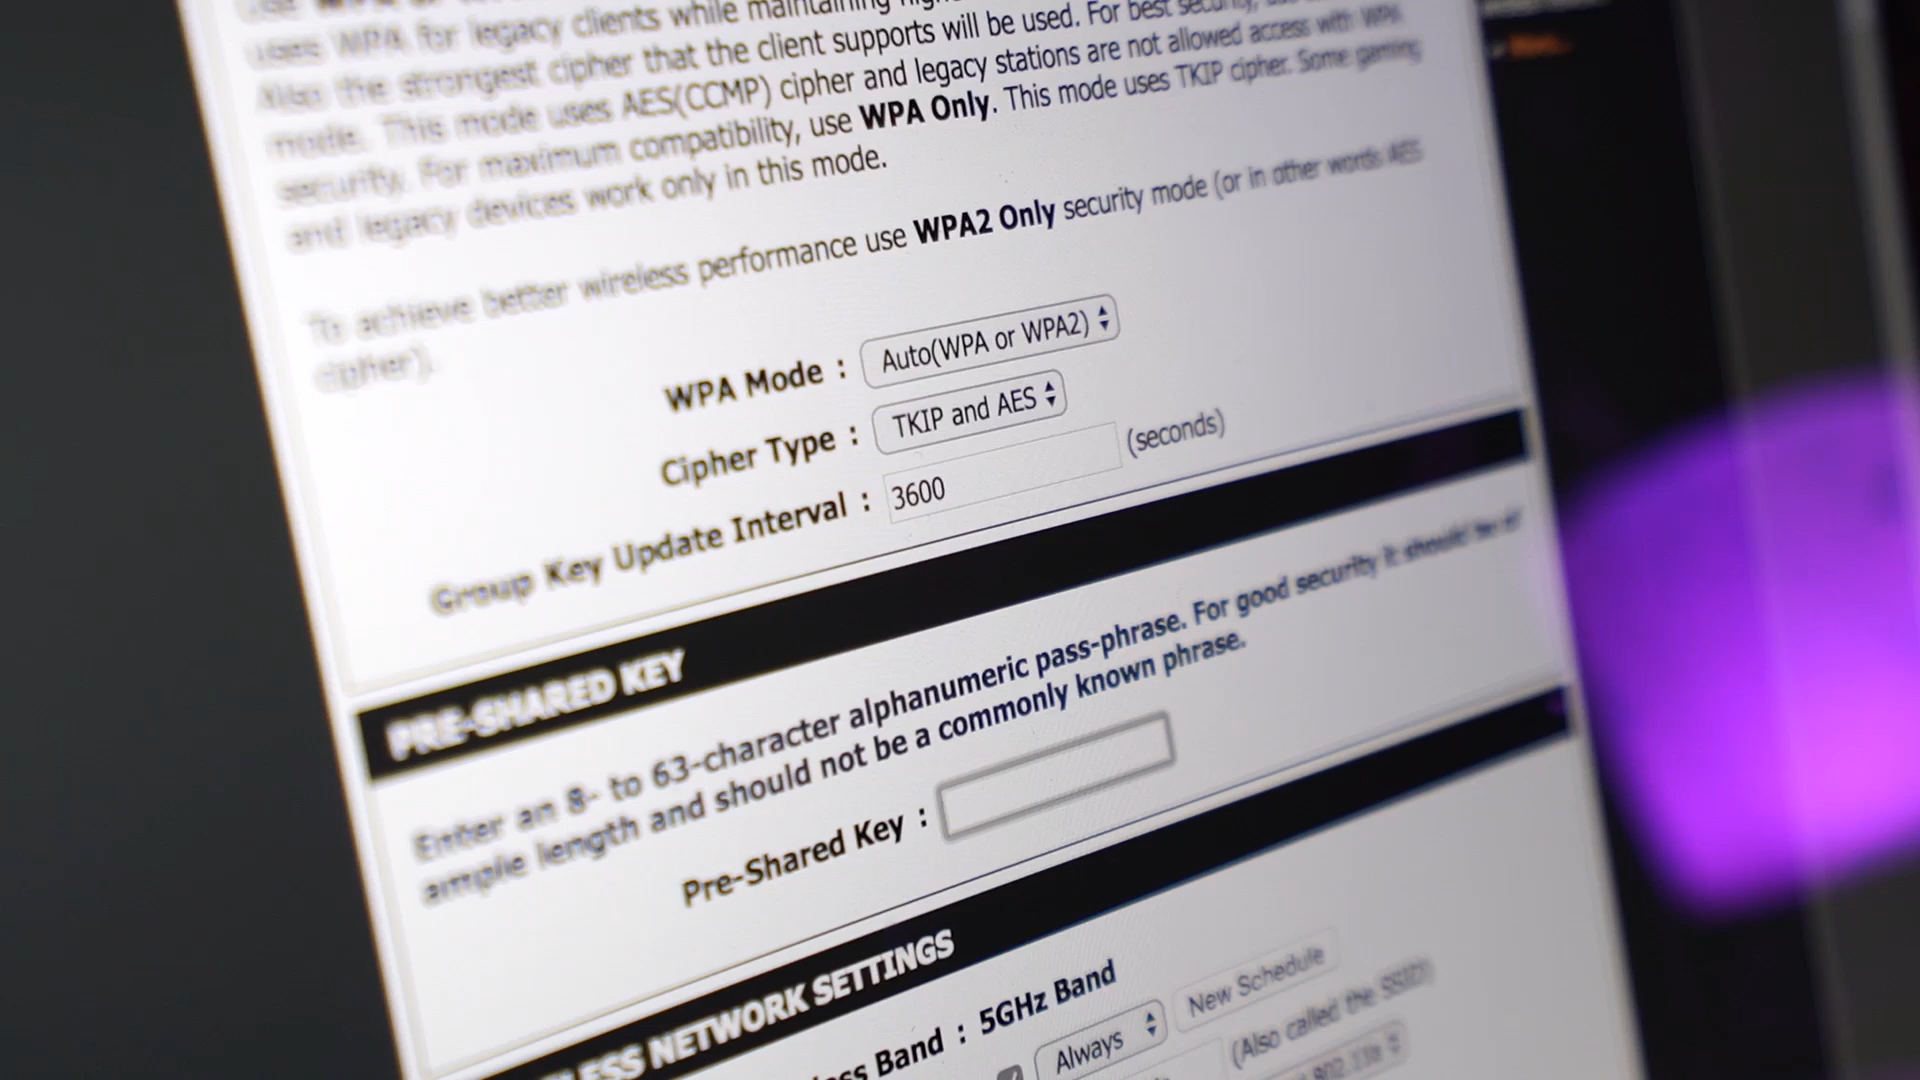 uses WPA for legacy clients while maintaining
Also the strongest cipher that the client supports will be used. For best security, use
mode. This mode uses AES(CCMP) cipher and legacy stations are not allowed access with WPA
security. For maximum compatibility, use WPA Only. This mode uses TKIP cipher. Some gaming
and legacy devices work only in this mode.
To achieve better wireless performance use WPA2 Only security mode (or in other words AES
cipher).
WPA Mode : Auto(WPA or WPA2)
Cipher Type : TKIP and AES
Group Key Update Interval : 3600 (seconds)
PRE-SHARED KEY
Enter an 8- to 63-character alphanumeric pass-phrase. For good security it should be of
ample length and should not be a commonly known phrase.
Pre-Shared Key :
NETWORK SETTINGS
Band : 5GHz Band
Always New Schedule
(Also called the SSID)